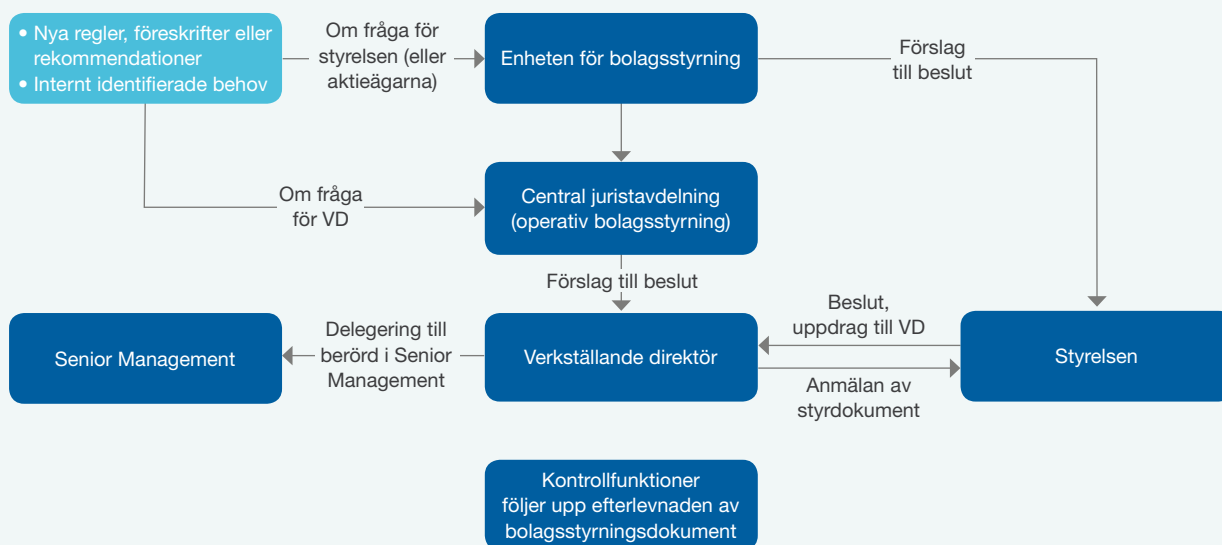 • Nya regler, föreskrifter eller
rekommendationer
• Internt identifierade behov
Om fråga för
styrelsen (eller
aktieägarna)
Enheten för bolagsstyrning
Förslag
till beslut
Om fråga
för VD
Central juristavdelning
(operativ bolagsstyrning)
Förslag till beslut
Senior Management
Delegering till
berörd i Senior
Management
Verkställande direktör
Beslut,
uppdrag till VD
Anmälan av
styrdokument
Styrelsen
Kontrollfunktioner
följer upp efterlevnaden av
bolagsstyrningsdokument